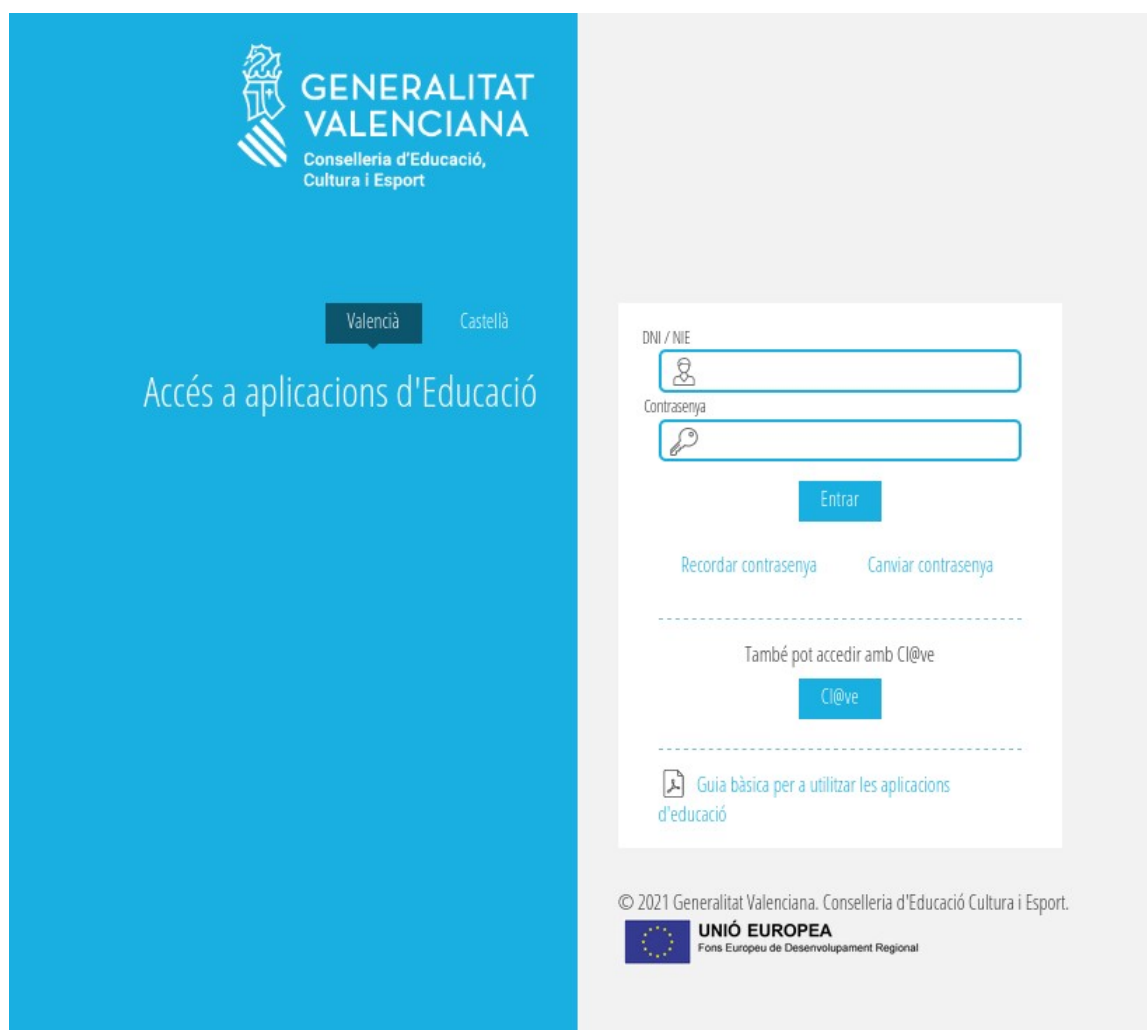 GENERALITAT
VALENCIANA
Conselleria d'Educació,
Cultura i Esport
Valencià
Castellà
Accés a aplicacions d'Educació
DNI / NIE
Contrasenya
Entrar
Recordar contrasenya
Canviar contrasenya
També pot accedir amb Cl@ve
Cl@ve
Guia bàsica per a utilitzar les aplicacions
d'educació
© 2021 Generalitat Valenciana. Conselleria d'Educació Cultura i Esport.
UNIÓ EUROPEA
Fons Europeu de Desenvolupament Regional